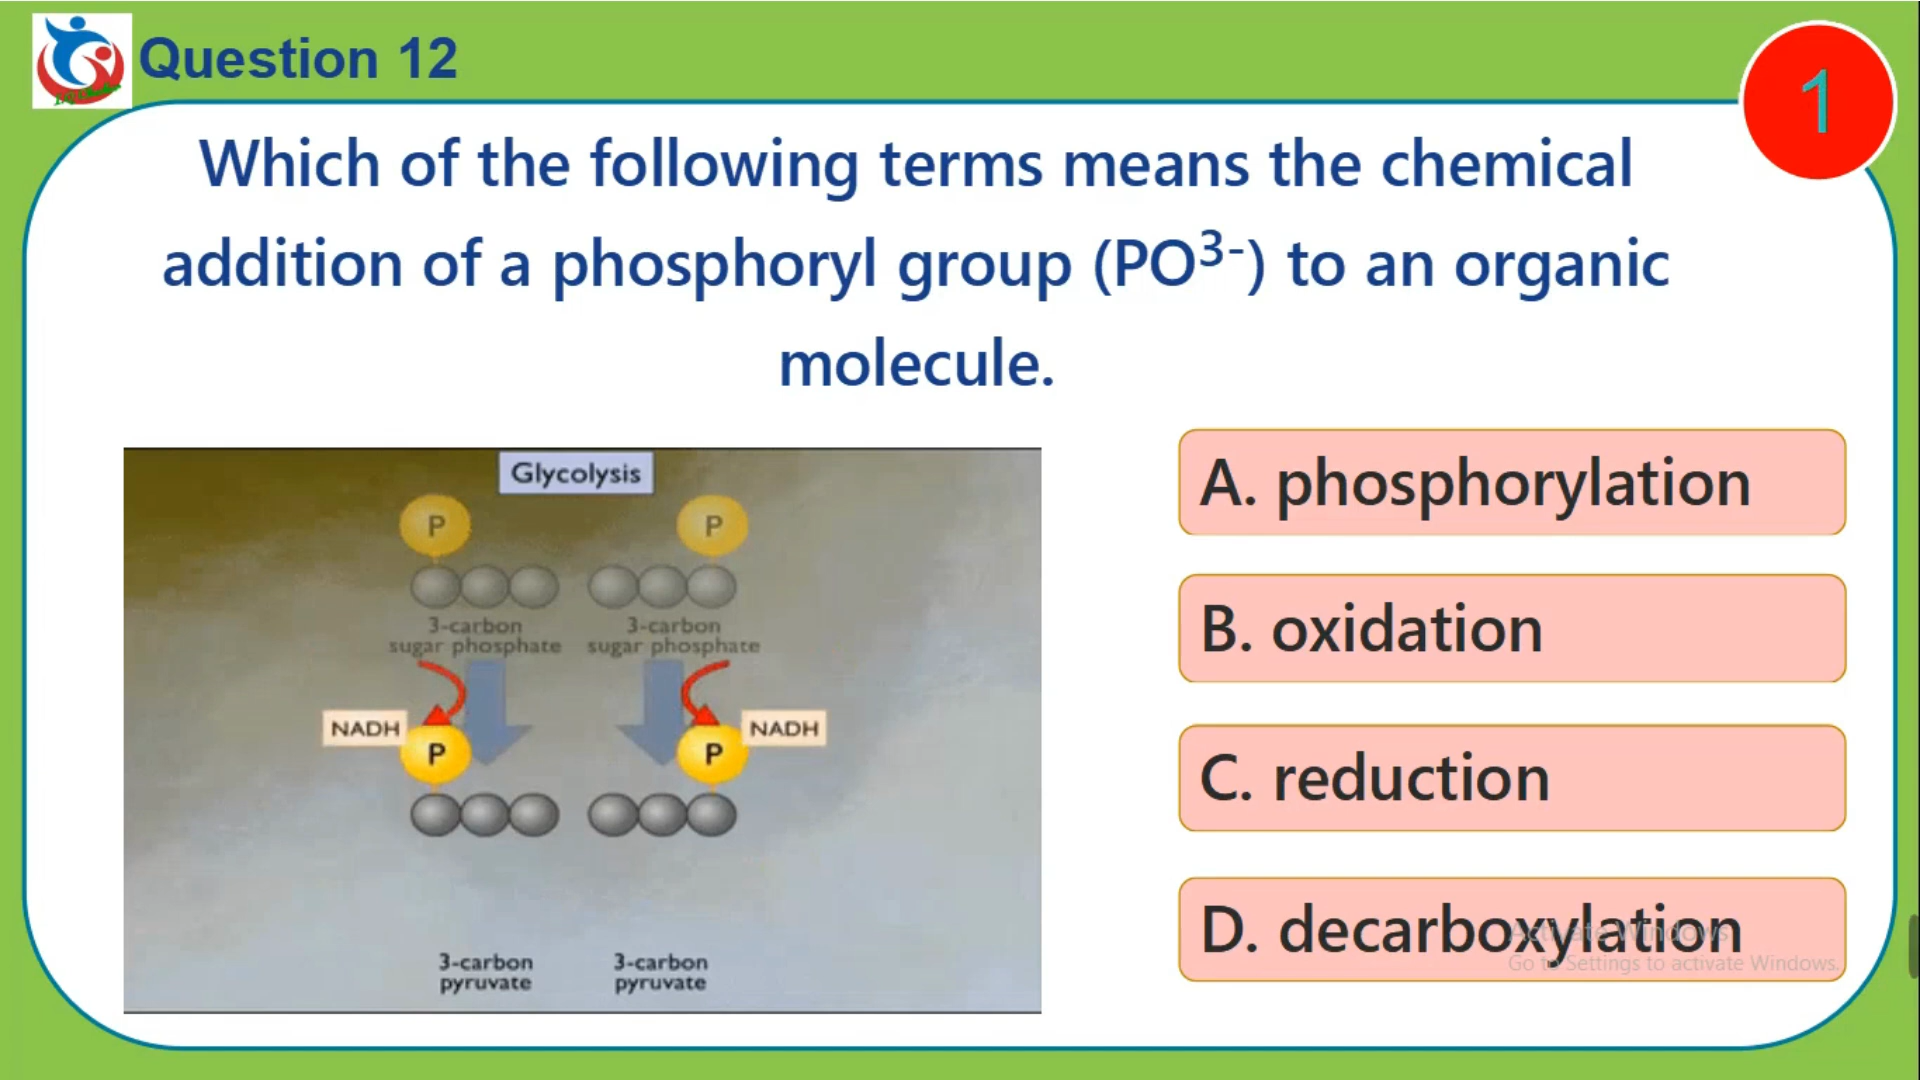 Question 12
1
Which of the following terms means the chemical
addition of a phosphoryl group (PO³⁻) to an organic
molecule.
Glycolysis
P P
3-carbon 3-carbon
sugar phosphate sugar phosphate
NADH P P NADH
3-carbon 3-carbon
pyruvate pyruvate
A. phosphorylation
B. oxidation
C. reduction
D. decarboxylation
Activate Windows
Go to Settings to activate Windows.